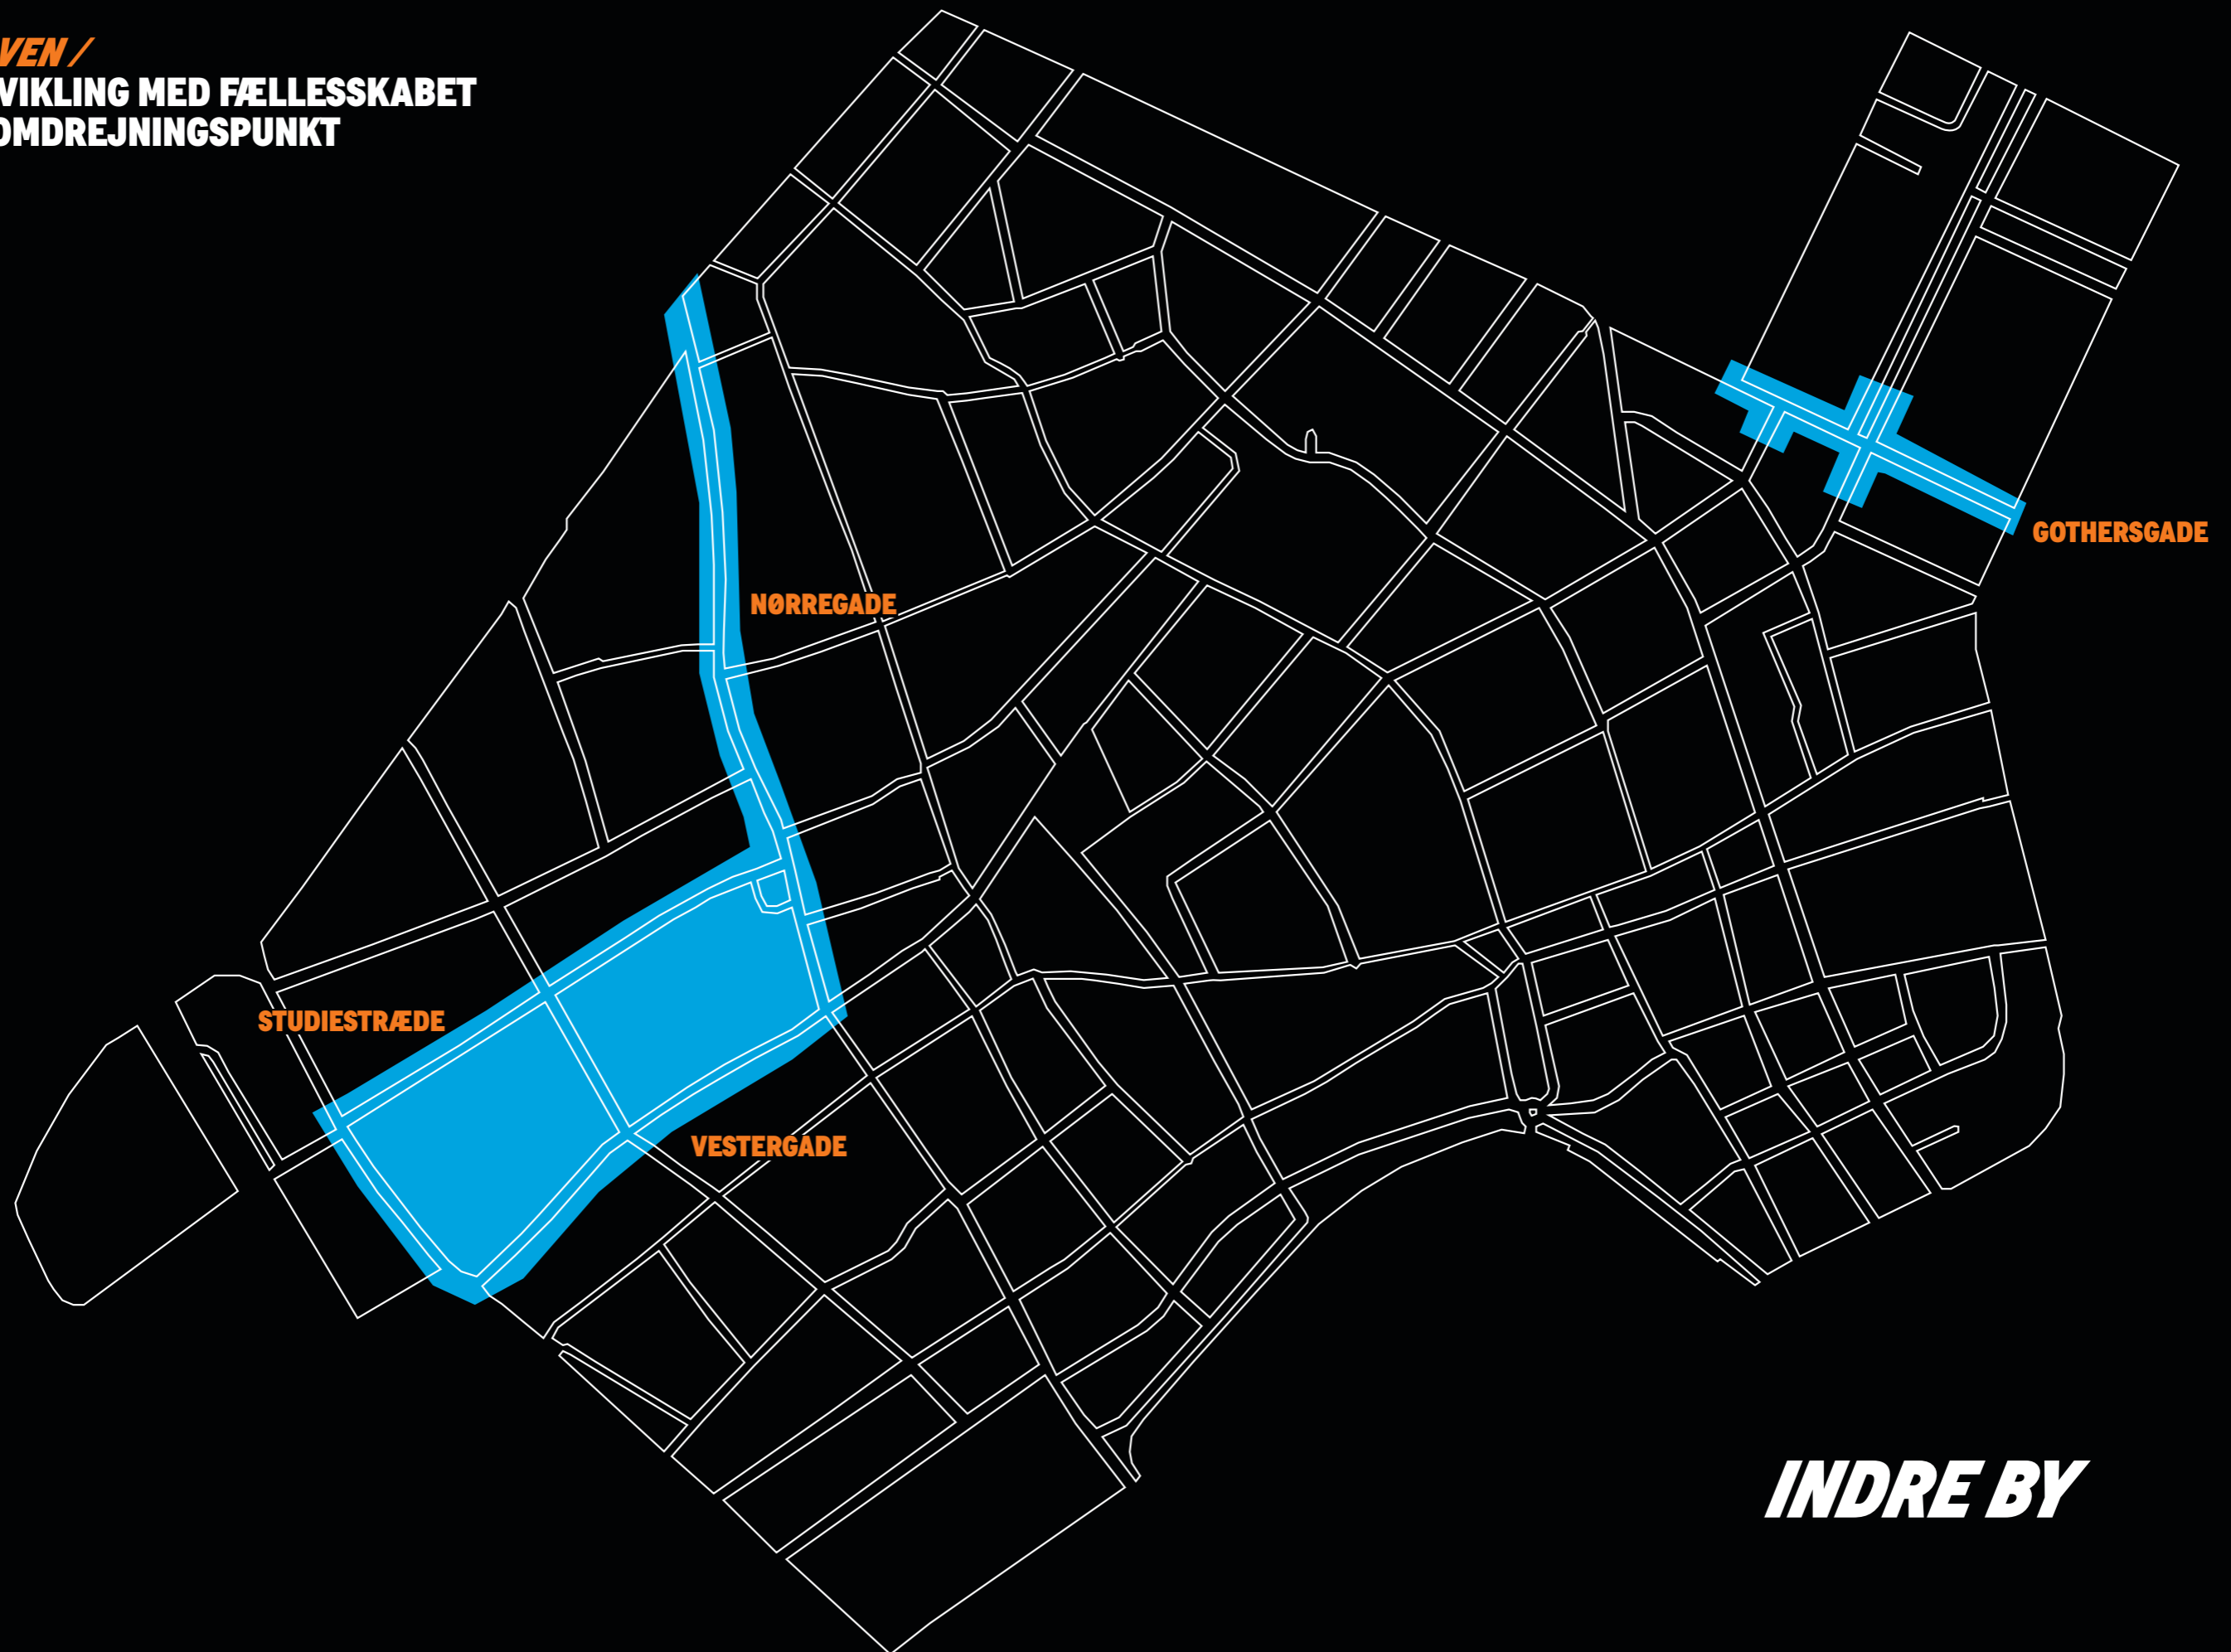 VEN /
VIKLING MED FÆLLESSKABET
OMDREJNINGSPUNKT
GOTHERSGADE
NØRREGADE
STUDIESTRÆDE
VESTERGADE
INDRE BY